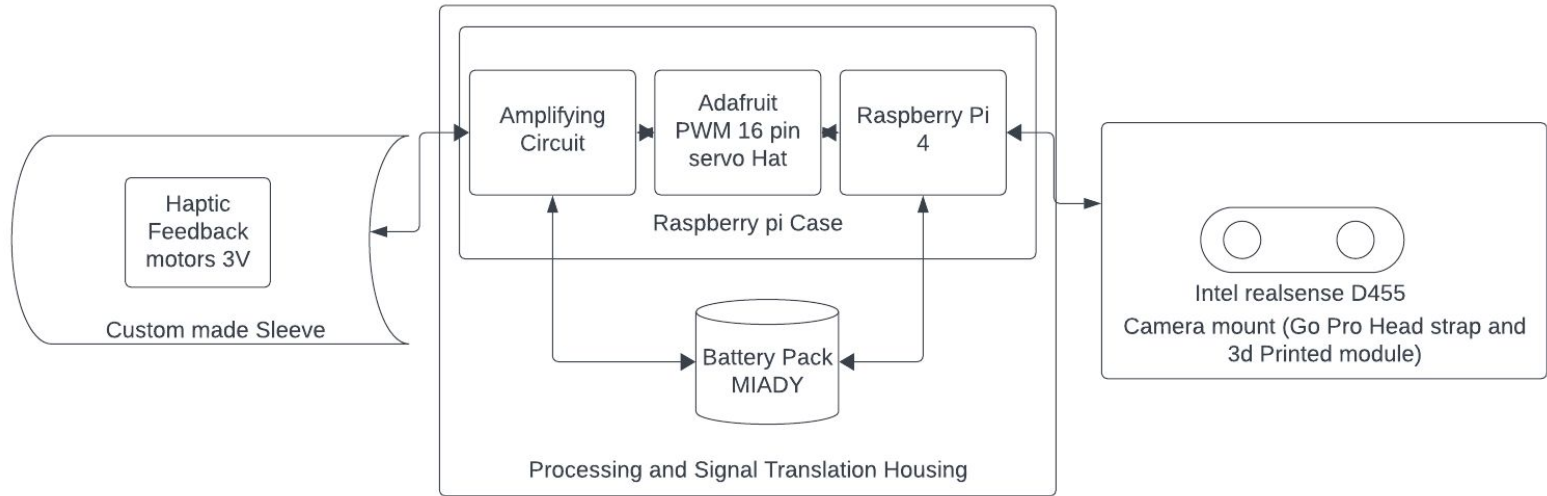 Amplifying
Circuit
Adafruit
PWM 16 pin
servo Hat
Raspberry Pi
4
Raspberry pi Case
Haptic
Feedback
motors 3V
Custom made Sleeve
Battery Pack
MIADY
Processing and Signal Translation Housing
Intel realsense D455
Camera mount (Go Pro Head strap and
3d Printed module)